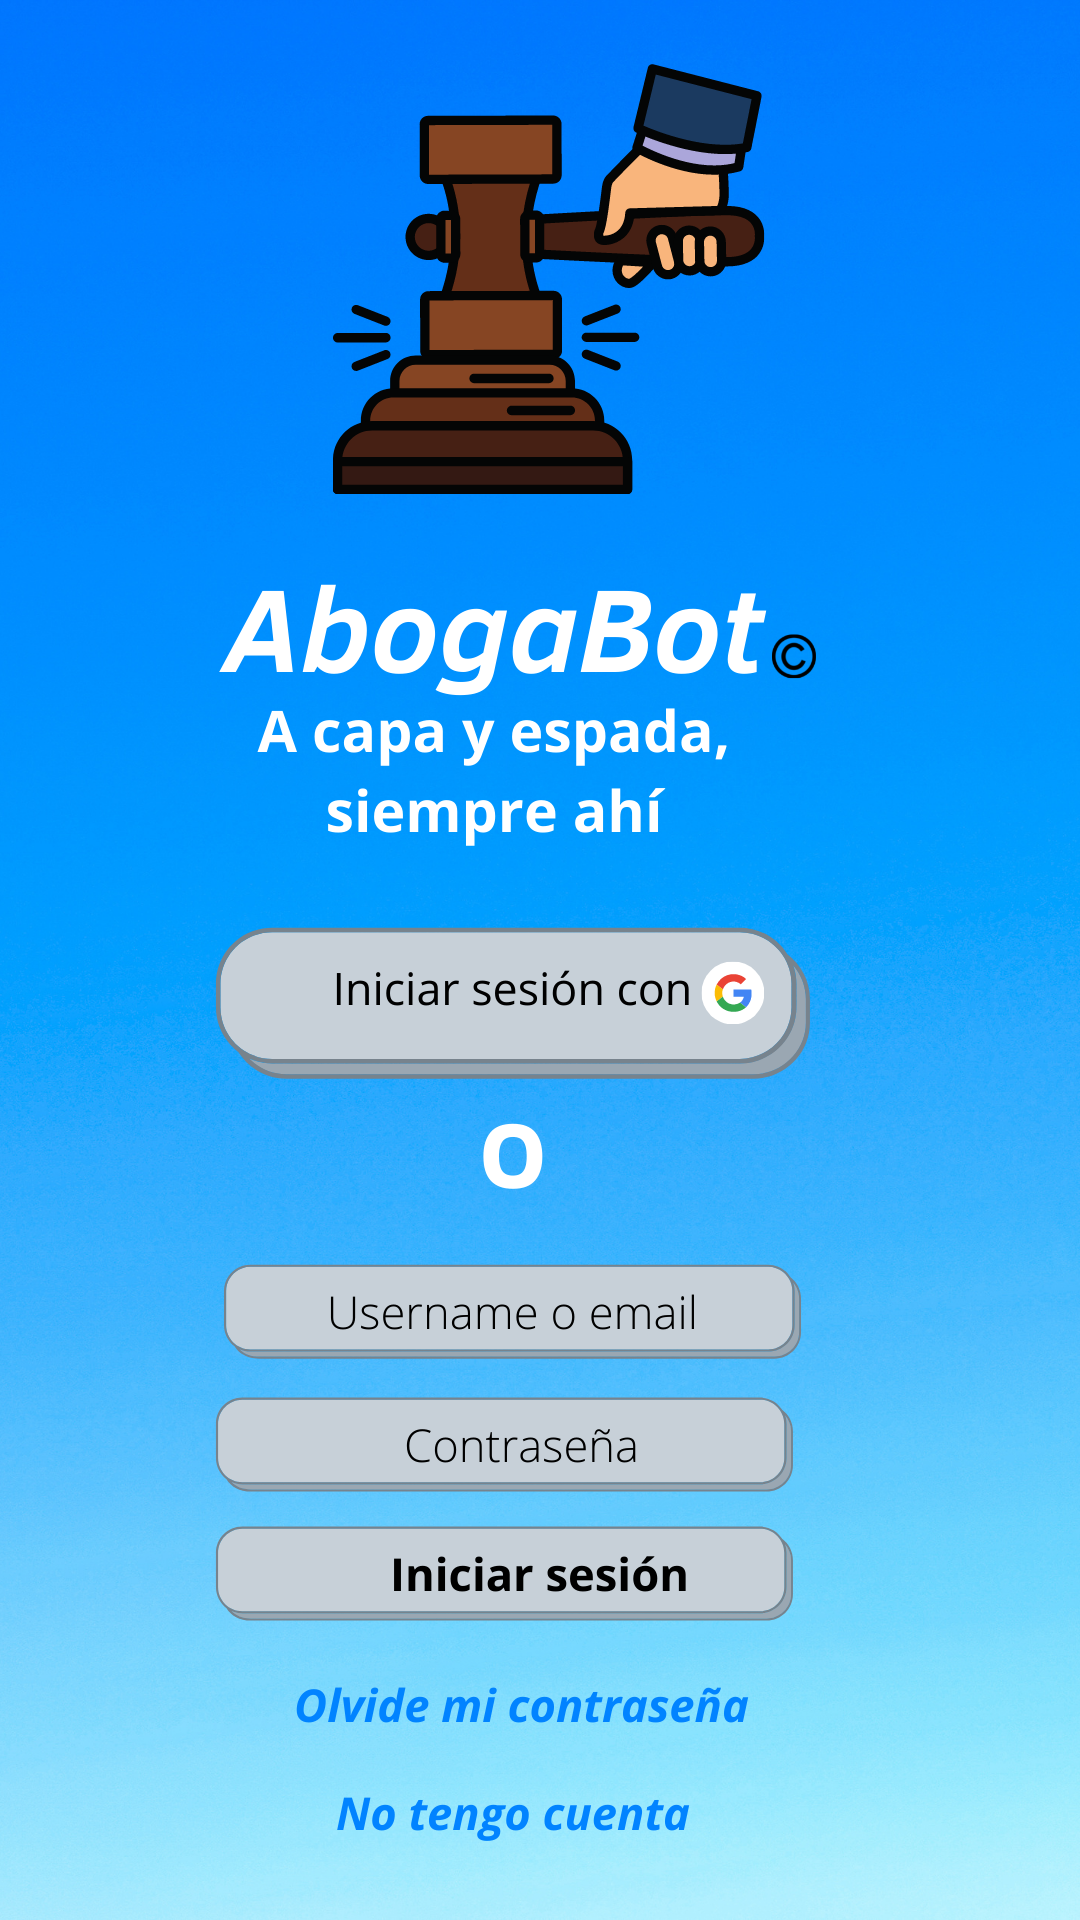 AbogaBot©
A capa y espada,
siempre ahí
Iniciar sesión con G
O
Username o email
Contraseña
Iniciar sesión
Olvide mi contraseña
No tengo cuenta